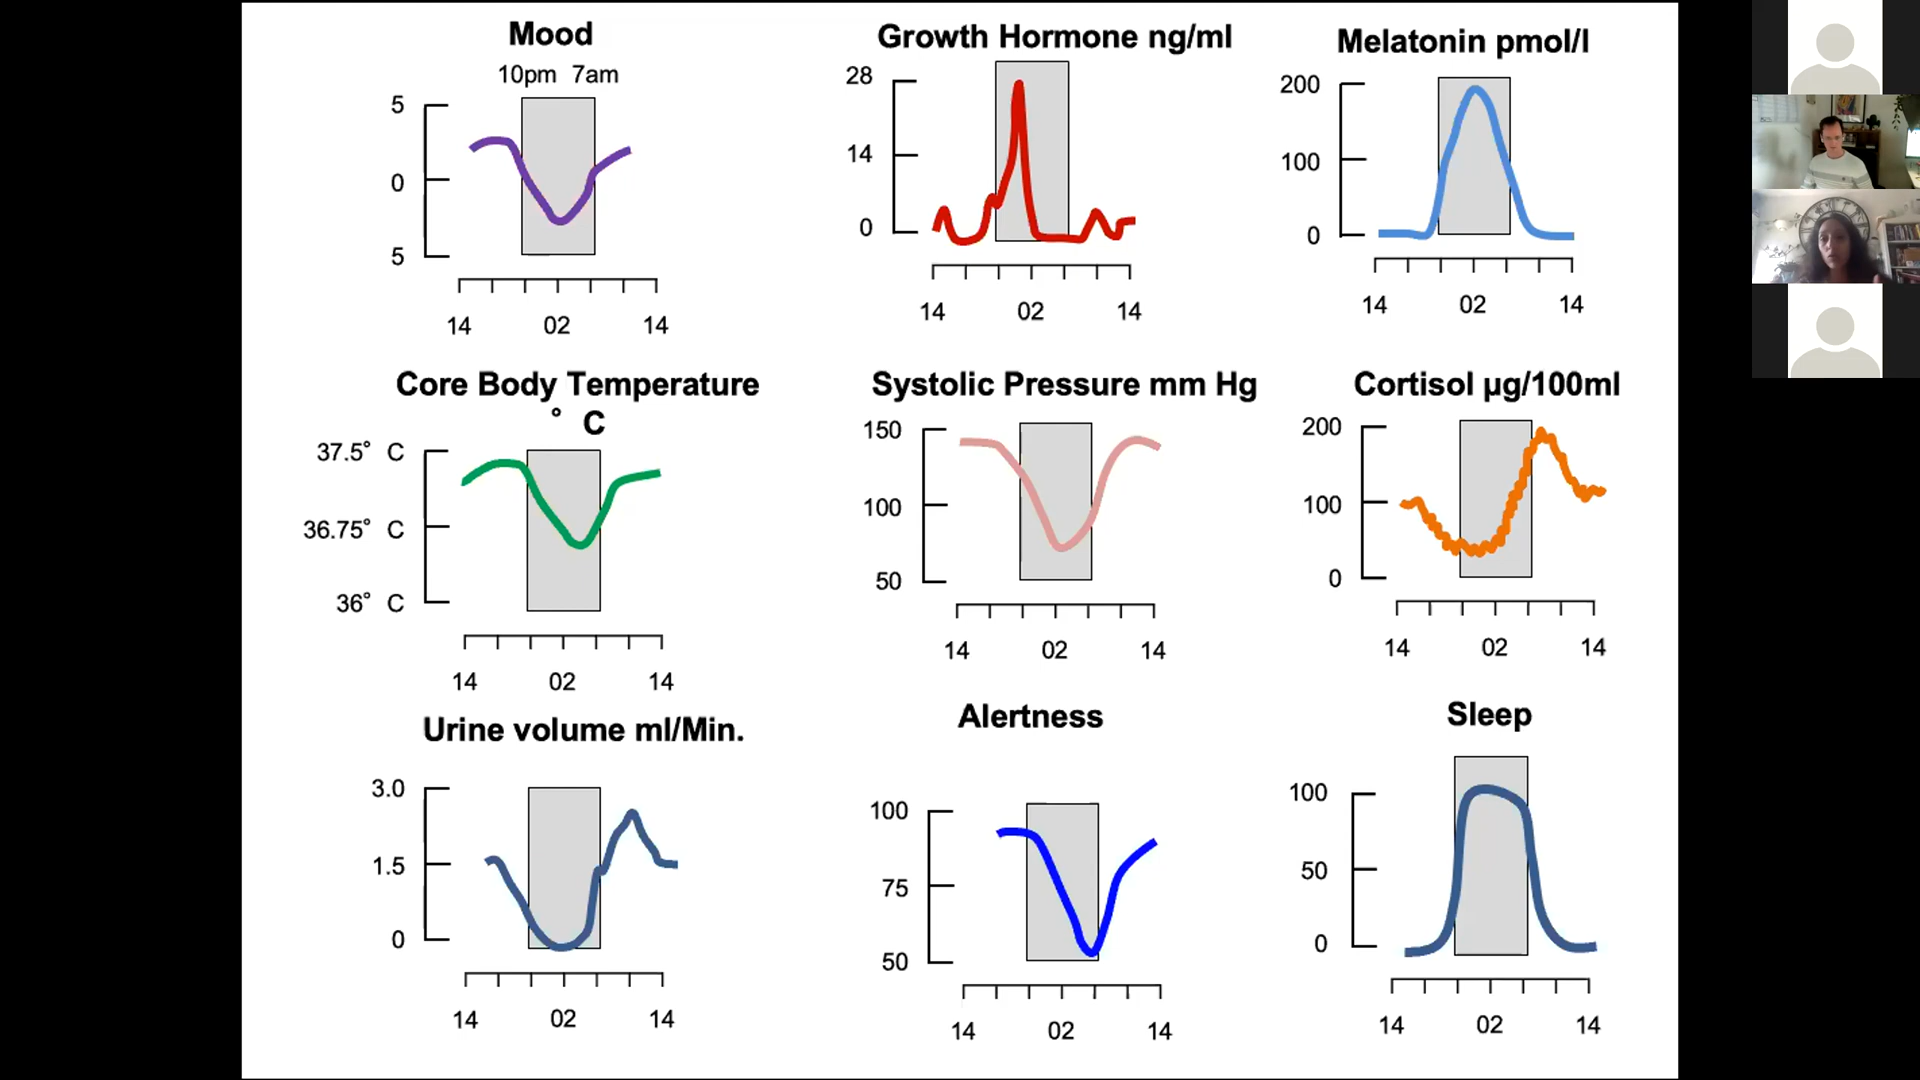 Mood
10pm 7am
5
0
5
14 02 14
Growth Hormone ng/ml
28
14
0
14 02 14
Melatonin pmol/l
200
100
0
14 02 14
Core Body Temperature
° C
37.5° C
36.75° C
36° C
14 02 14
Systolic Pressure mm Hg
150
100
50
14 02 14
Cortisol µg/100ml
200
100
0
14 02 14
Urine volume ml/Min.
3.0
1.5
0
14 02 14
Alertness
100
75
50
14 02 14
Sleep
100
50
0
14 02 14